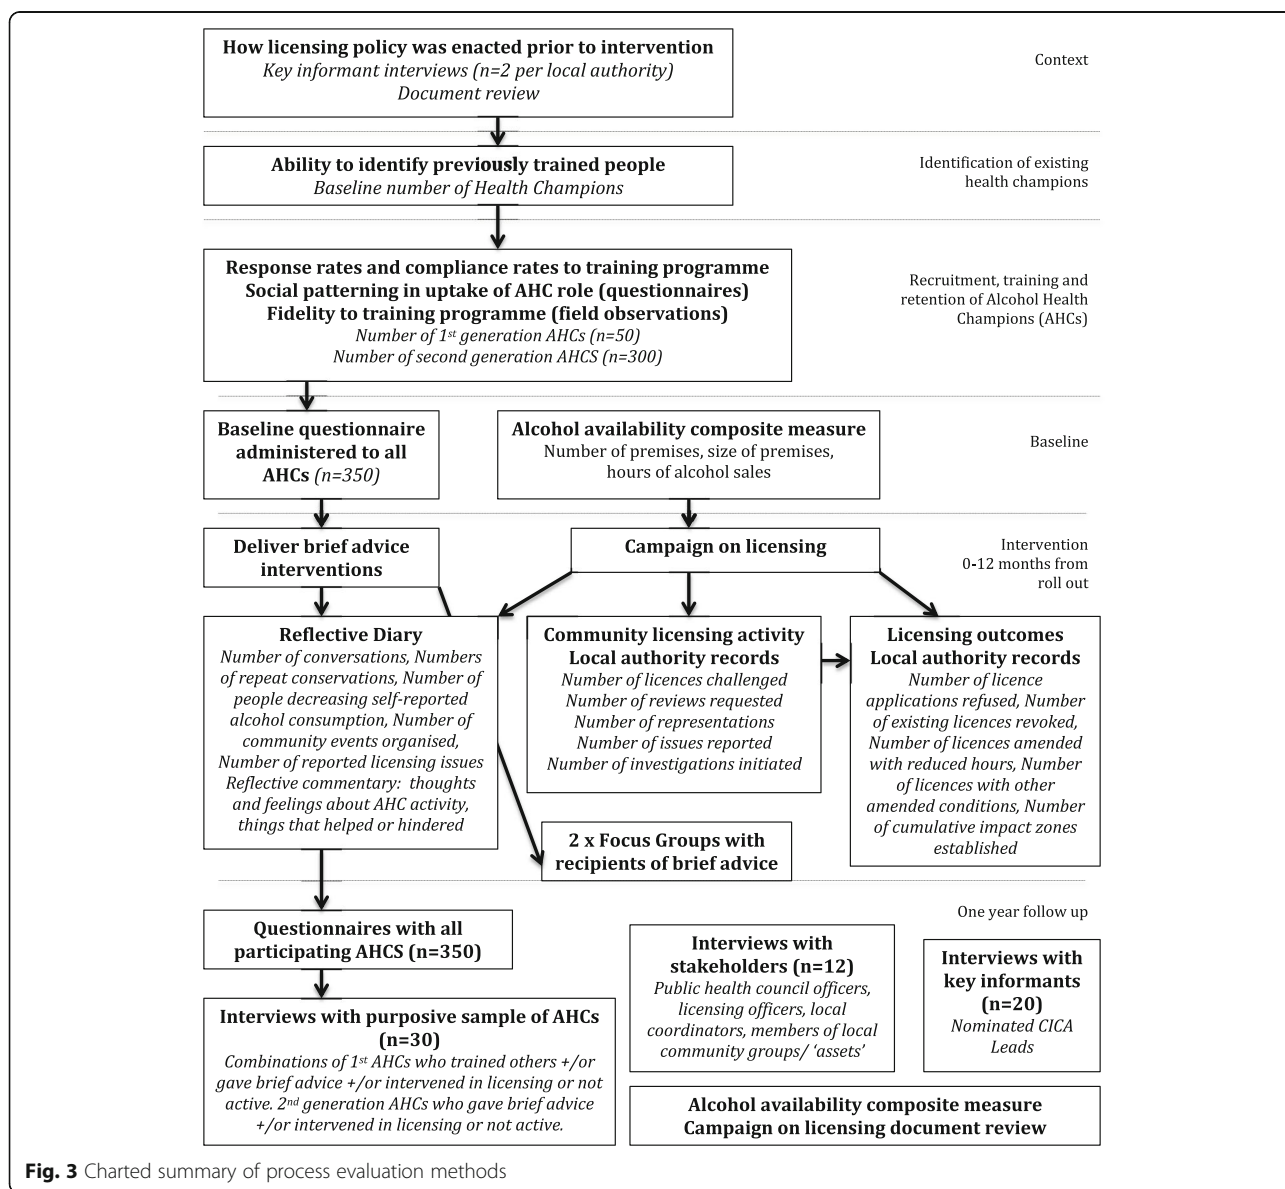 How licensing policy was enacted prior to intervention
Key informant interviews (n=2 per local authority)
Document review
Context
Ability to identify previously trained people
Baseline number of Health Champions
Identification of existing
health champions
Response rates and compliance rates to training programme
Social patterning in uptake of AHC role (questionnaires)
Fidelity to training programme (field observations)
Number of 1st generation AHCs (n=50)
Number of second generation AHCS (n=300)
Recruitment, training and
retention of Alcohol Health
Champions (AHCs)
Baseline questionnaire
administered to all
AHCs (n=350)
Alcohol availability composite measure
Number of premises, size of premises,
hours of alcohol sales
Baseline
Deliver brief advice
interventions
Campaign on licensing
Intervention
0-12 months from
roll out
Reflective Diary
Number of conversations, Numbers
of repeat conservations, Number of
people decreasing self-reported
alcohol consumption, Number of
community events organised,
Number of reported licensing issues
Reflective commentary: thoughts
and feelings about AHC activity,
things that helped or hindered
Community licensing activity
Local authority records
Number of licences challenged
Number of reviews requested
Number of representations
Number of issues reported
Number of investigations initiated
Licensing outcomes
Local authority records
Number of licence
applications refused, Number
of existing licences revoked,
Number of licences amended
with reduced hours, Number
of licences with other
amended conditions, Number
of cumulative impact zones
established
2 x Focus Groups with
recipients of brief advice
One year follow up
Questionnaires with all
participating AHCS (n=350)
Interviews with
stakeholders (n=12)
Public health council officers,
licensing officers, local
coordinators, members of local
community groups/ ‘assets’
Interviews with
key informants
(n=20)
Nominated CICA
Leads
Interviews with purposive sample of AHCs
(n=30)
Combinations of 1st AHCs who trained others +/or
gave brief advice +/or intervened in licensing or not
active. 2nd generation AHCs who gave brief advice
+/or intervened in licensing or not active.
Alcohol availability composite measure
Campaign on licensing document review
Fig. 3 Charted summary of process evaluation methods